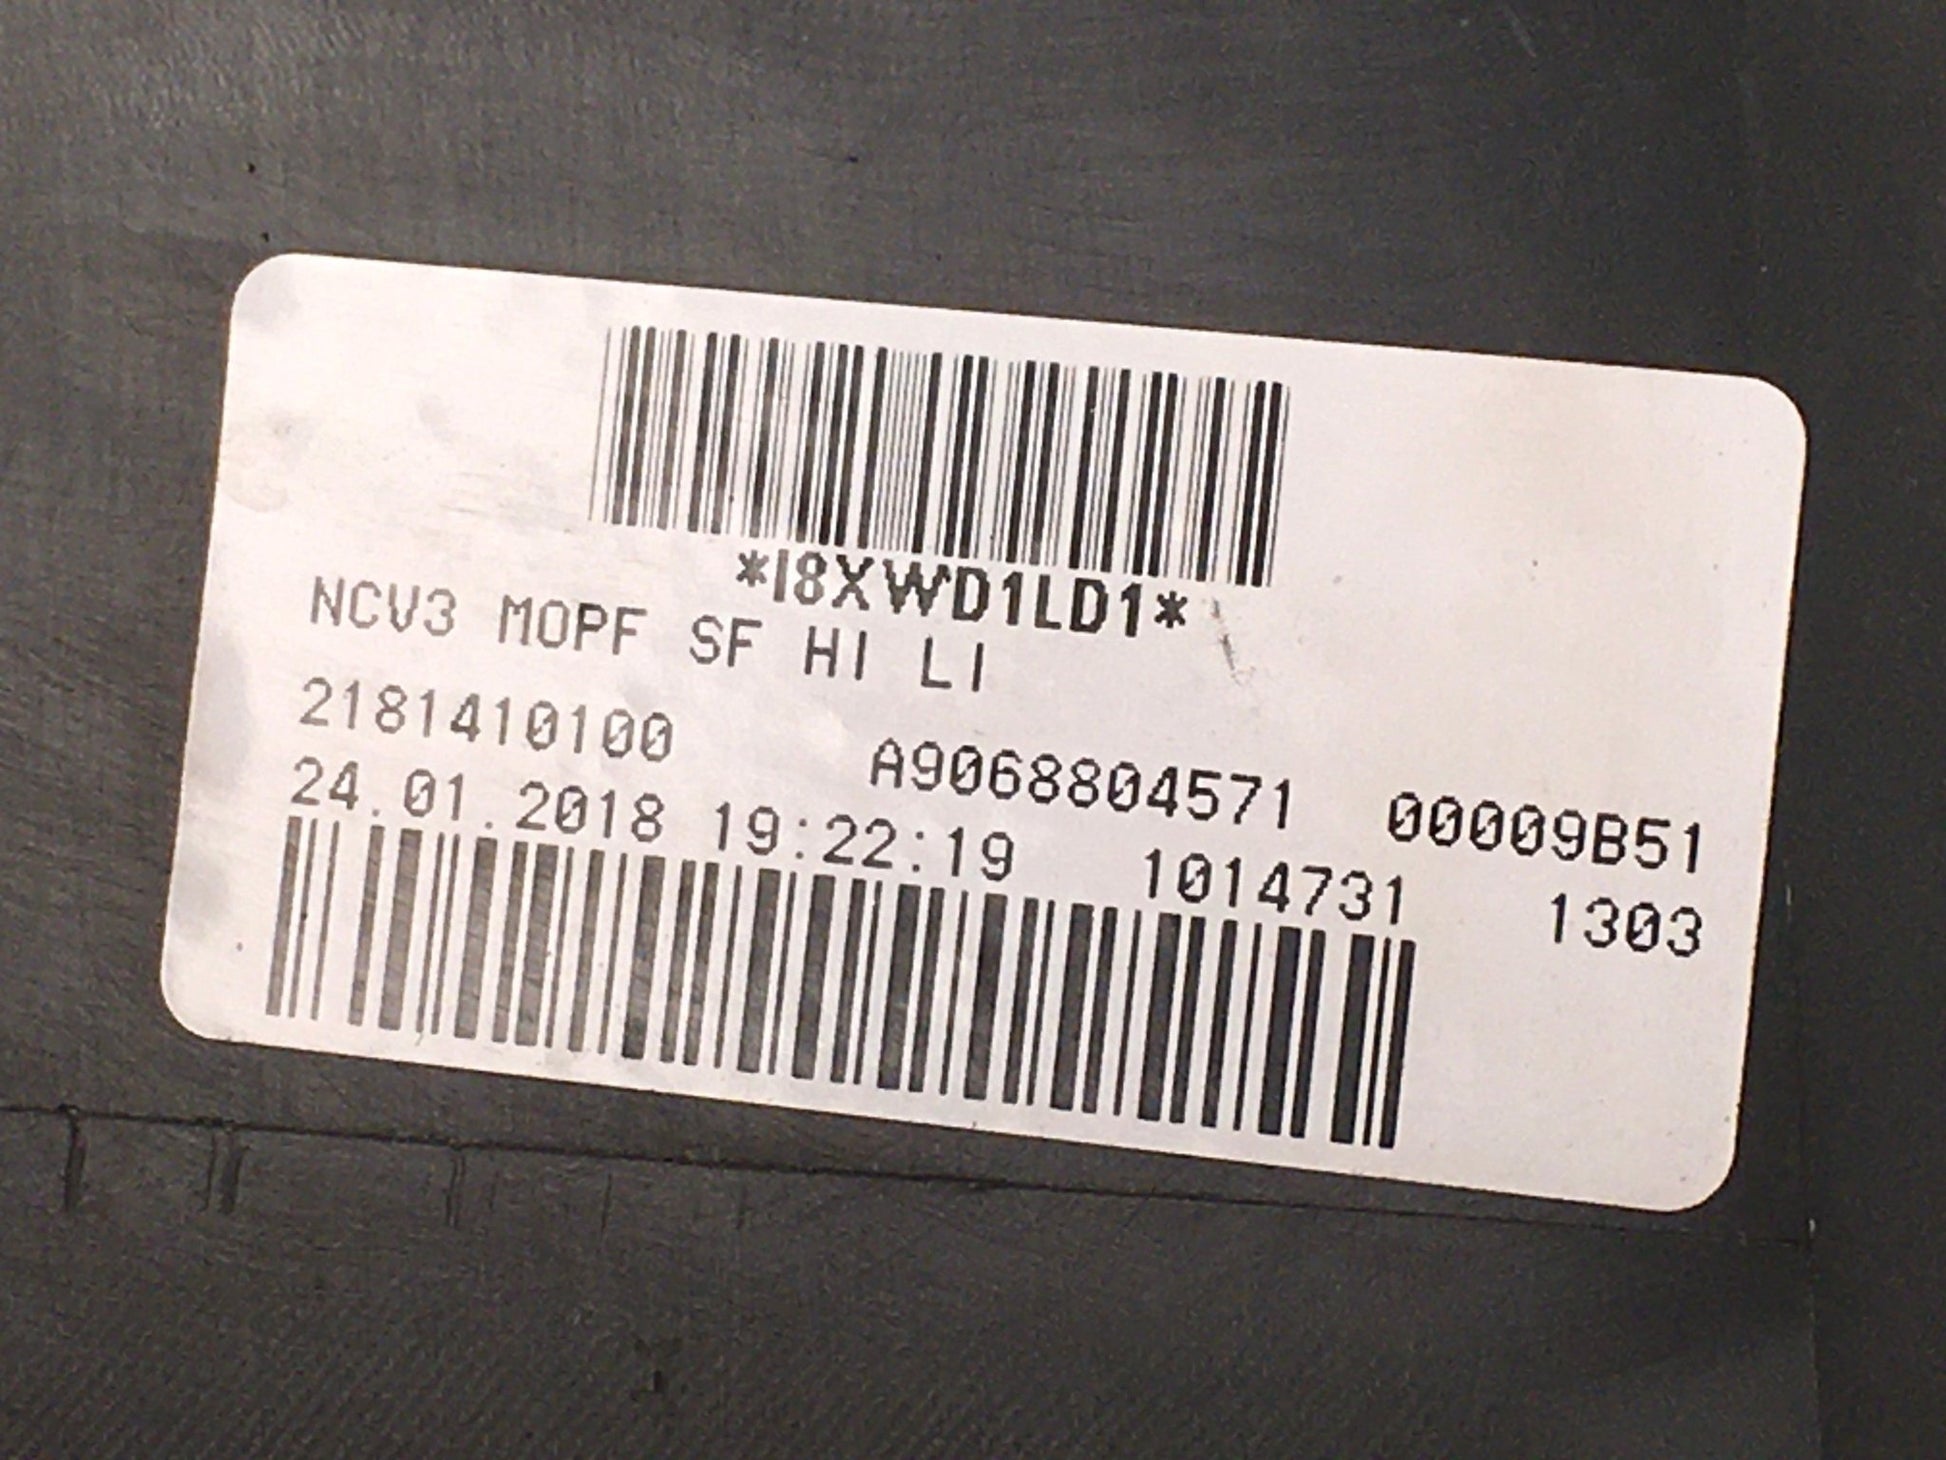 *I8XWD1LD1*
NCV3 MOPF SF HI LI
2181410100 A9068804571 00009B51
24.01.2018 19:22:19 1014731 1303